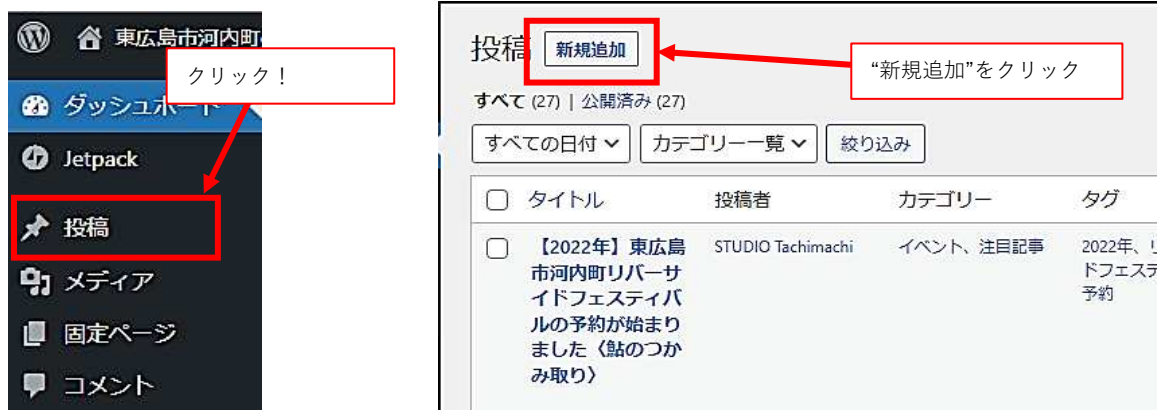 東広島市河内町
クリック！
ダッシュボード
Jetpack
投稿
メディア
固定ページ
コメント
投稿 新規追加
“新規追加”をクリック
すべて (27) | 公開済み (27)
すべての日付 カテゴリー一覧 絞り込み
タイトル 投稿者 カテゴリー タグ
【2022年】東広島 STUDIO Tachimachi イベント、注目記事 2022年、リ
市河内町リバーサ ドフェステ
イドフェスティバ 予約
ルの予約が始まり
ました〈鮎のつか
み取り〉